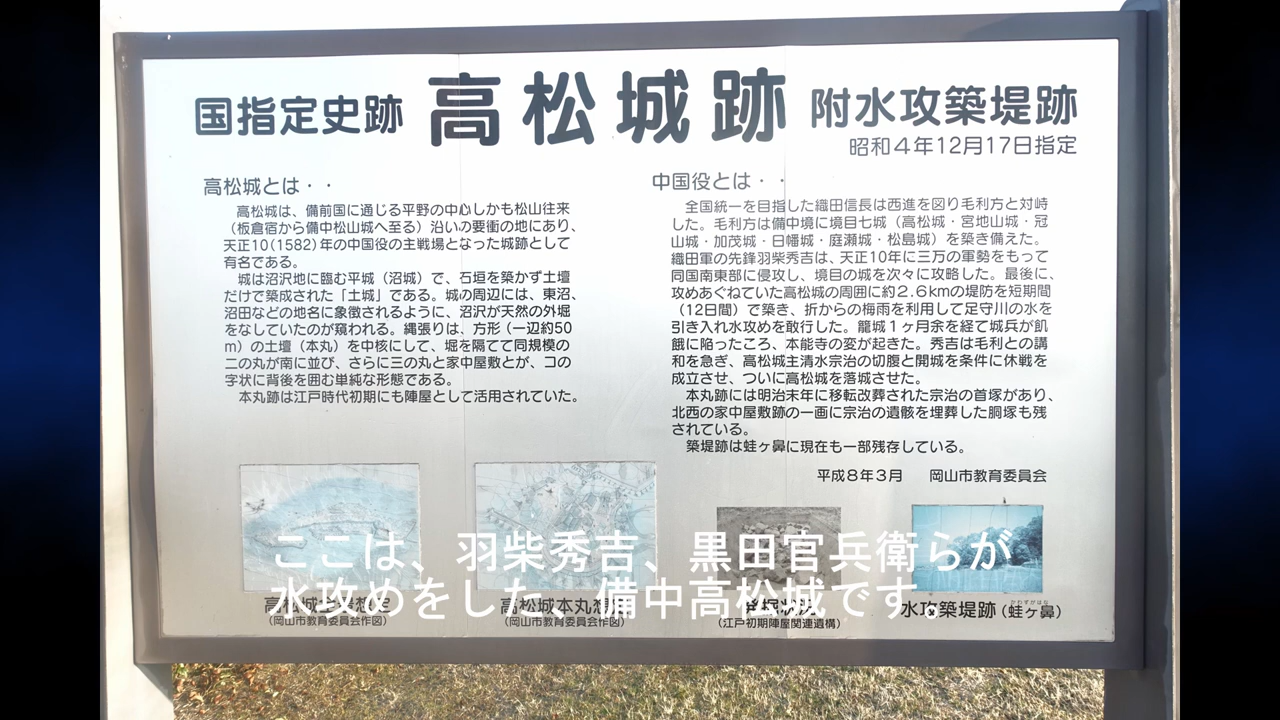 国指定史跡 高松城跡 附水攻築堤跡
昭和4年12月17日指定
高松城とは・・
高松城は、備前国に通じる平野の中心しかも松山往来
(板倉宿から備中松山城へ至る)沿いの要衝の地にあり、
天正10(1582)年の中国役の主戦場となった城跡として
有名である。
城は沼沢地に臨む平城(沼城)で、石垣を築かず土壇
だけで築成された「土城」である。城の周辺には、東沼、
沼田などの地名に象徴されるように、沼沢が天然の外堀
をなしていたのが窺われる。縄張りは、方形(一辺約50
m)の土壇(本丸)を中核にして、堀を隔てて同規模の
二の丸が南に並び、さらに三の丸と家中屋敷とが、コの
字状に背後を囲む単純な形態である。
本丸跡は江戸時代初期にも陣屋として活用されていた。
中国役とは・・
全国統一を目指した織田信長は西進を図り毛利方と対峙
した。毛利方は備中境に境目七城(高松城・宮地山城・冠
山城・加茂城・日幡城・庭瀬城・松島城)を築き備えた。
織田軍の先鋒羽柴秀吉は、天正10年に三万の軍勢をもって
同国南東部に侵攻し、境目の城を次々に攻略した。最後に、
攻めあぐねていた高松城の周囲に約2.6kmの堤防を短期間
(12日間)で築き、折からの梅雨を利用して足守川の水を
引き入れ水攻めを敢行した。籠城1ヶ月余を経て城兵が飢
餓に陥ったころ、本能寺の変が起きた。秀吉は毛利との講
和を急ぎ、高松城主清水宗治の切腹と開城を条件に休戦を
成立させ、ついに高松城を落城させた。
本丸跡には明治末年に移転改葬された宗治の首塚があり、
北西の家中屋敷跡の一画に宗治の遺骸を埋葬した胴塚も残
されている。
築堤跡は蛙ヶ鼻に現在も一部残存している。
平成8年3月 岡山市教育委員会
ここは、羽柴秀吉、黒田官兵衛らが
水攻めをした、備中高松城です。
(岡山市教育委員会作図)
高松城本丸
(岡山市教育委員会作図)
(江戸初期陣屋関連遺構)
水攻築堤跡(蛙ヶ鼻)